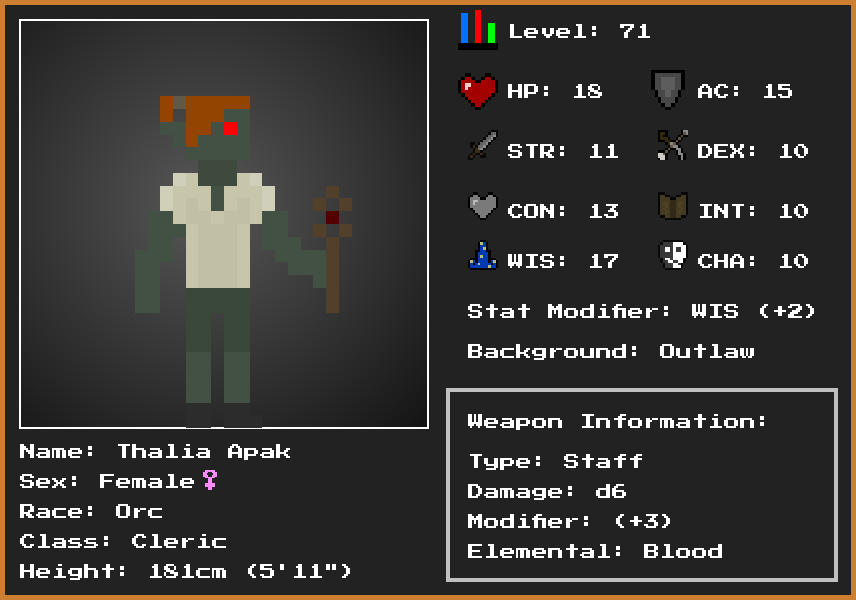 Level: 71
HP: 18 AC: 15
STR: 11 DEX: 10
CON: 13 INT: 10
WIS: 17 CHA: 10
Stat Modifier: WIS (+2)
Background: Outlaw
Weapon Information:
Type: Staff
Damage: d6
Modifier: (+3)
Elemental: Blood
Name: Thalia Apak
Sex: Female♀
Race: Orc
Class: Cleric
Height: 181cm (5'11")